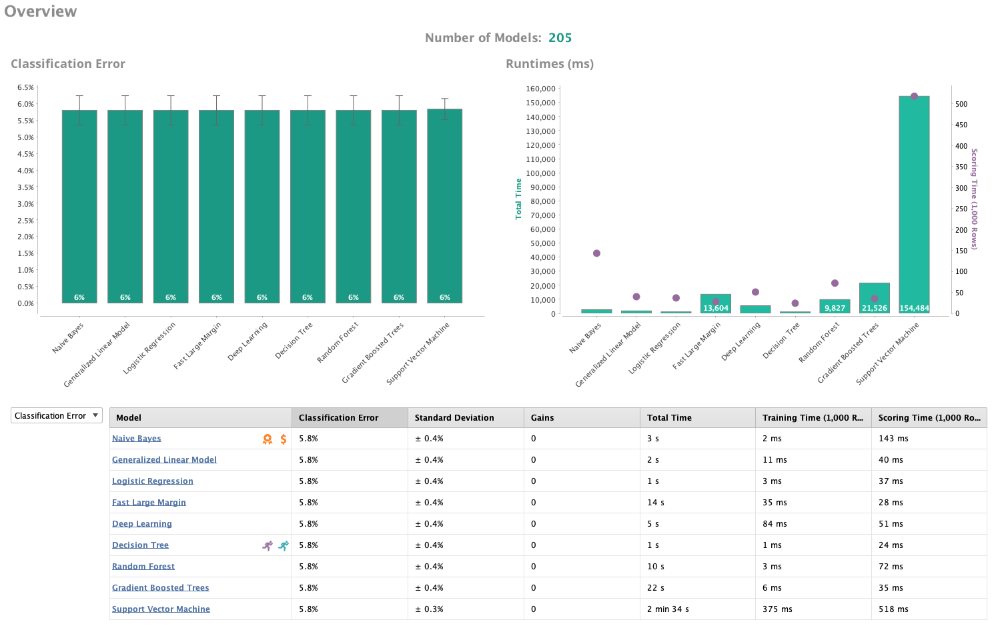 Overview
Number of Models: 205
Classification Error
6.5%
6.0%
5.5%
5.0%
4.5%
4.0%
3.5%
3.0%
2.5%
2.0%
1.5%
1.0%
0.5%
0.0%
6% 6% 6% 6% 6% 6% 6% 6% 6%
Naive Bayes
Generalized Linear Model
Logistic Regression
Fast Large Margin
Deep Learning
Decision Tree
Random Forest
Gradient Boosted Trees
Support Vector Machine
Runtimes (ms)
Total Time
160,000
150,000
140,000
130,000
120,000
110,000
100,000
90,000
80,000
70,000
60,000
50,000
40,000
30,000
20,000
10,000
0
13,604 9,827 21,526 154,484
500
450
400
350
300
250
200
150
100
50
0
Scoring Time (1,000 Rows)
Naive Bayes
Generalized Linear Model
Logistic Regression
Fast Large Margin
Deep Learning
Decision Tree
Random Forest
Gradient Boosted Trees
Support Vector Machine
Classification Error
Model Classification Error Standard Deviation Gains Total Time Training Time (1,000 R... Scoring Time (1,000 Ro...
Naive Bayes $ 5.8% ± 0.4% 0 3 s 2 ms 143 ms
Generalized Linear Model 5.8% ± 0.4% 0 2 s 11 ms 40 ms
Logistic Regression 5.8% ± 0.4% 0 1 s 3 ms 37 ms
Fast Large Margin 5.8% ± 0.4% 0 14 s 35 ms 28 ms
Deep Learning 5.8% ± 0.4% 0 5 s 84 ms 51 ms
Decision Tree 5.8% ± 0.4% 0 1 s 1 ms 24 ms
Random Forest 5.8% ± 0.4% 0 10 s 3 ms 72 ms
Gradient Boosted Trees 5.8% ± 0.4% 0 22 s 6 ms 35 ms
Support Vector Machine 5.8% ± 0.3% 0 2 min 34 s 375 ms 518 ms